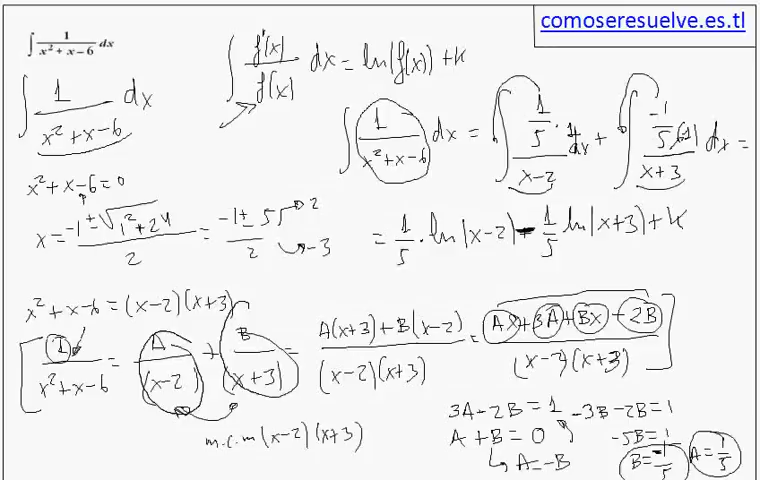 comoseresuelve.es.tl
∫ 1/(x² + x − 6) dx
∫ f'(x)/f(x) dx = ln(f(x)) + k
∫ 1/(x²+x-6) dx
∫ 1/(x²+x-6) dx = ∫ (1/5 · 1)/(x-2) dx + ∫ (-1/5 (1))/(x+3) dx =
x²+x-6=0
x = (-1 ± √(1²+24))/2 = (-1 ± 5)/2 → 2
→ -3
= 1/5 · ln|x-2| - 1/5 ln|x+3| + k
x²+x-6 = (x-2)(x+3)
1/(x²+x-6) = A/(x-2) + B/(x+3) = (A(x+3)+B(x-2))/((x-2)(x+3)) = (Ax+3A+Bx-2B)/((x-2)(x+3))
m.c.m (x-2)(x+3)
3A-2B=1 -3B-2B=1
A+B=0 -5B=1
→ A=-B B=-1/5 A=1/5